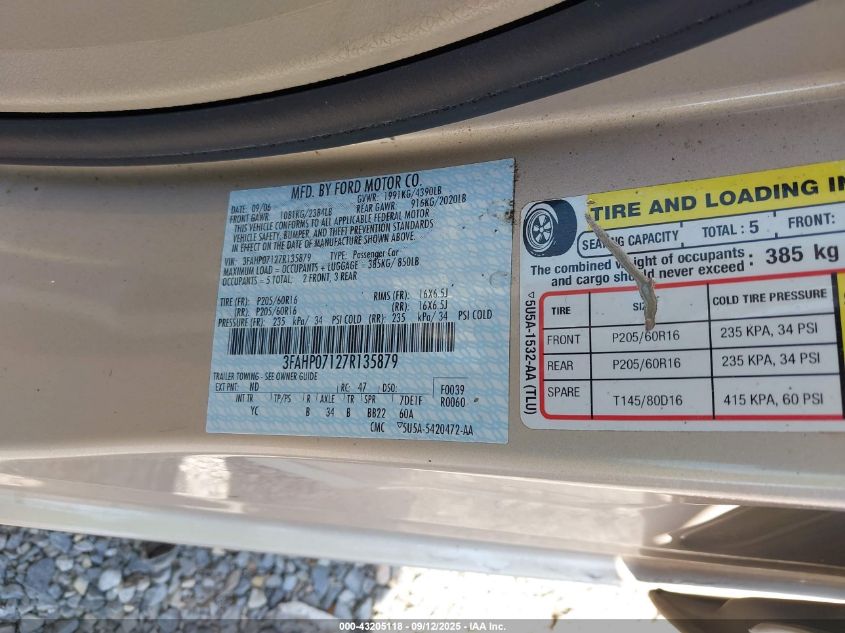 MFD. BY FORD MOTOR CO.
DATE: 09/06 GVWR: 1991KG/4390LB
FRONT GAWR: 1081KG/2384LB REAR GAWR: 916KG/2020LB
THIS VEHICLE CONFORMS TO ALL APPLICABLE FEDERAL MOTOR
VEHICLE SAFETY, BUMPER, AND THEFT PREVENTION STANDARDS
IN EFFECT ON THE DATE OF MANUFACTURE SHOWN ABOVE.
VIN: 3FAHP07127R135879 TYPE: Passenger Car
MAXIMUM LOAD = OCCUPANTS + LUGGAGE = 385KG/ 850LB
OCCUPANTS = 5 TOTAL: 2 FRONT, 3 REAR
TIRE (FR): P205/60R16 RIMS (FR): 16X6.5J
(RR): P205/60R16 (RR): 16X6.5J
PRESSURE (FR): 235 kPa/ 34 PSI COLD (RR): 235 kPa/ 34 PSI COLD
3FAHP07127R135879
TRAILER TOWING - SEE OWNER GUIDE
EXT PNT: ND RC: 47 DSO: F0039
INT TR TP/PS R AXLE TR SPR 7DE1F R0060
YC B 34 B BB22 60A
CMC ▽5U5A-5420472-AA
TIRE AND LOADING IN
SEATING CAPACITY TOTAL : 5 FRONT:
The combined weight of occupants : 385 kg
and cargo should never exceed :
TIRE SIZE COLD TIRE PRESSURE
FRONT P205/60R16 235 KPA, 34 PSI
REAR P205/60R16 235 KPA, 34 PSI
SPARE T145/80D16 415 KPA, 60 PSI
▽5U5A-1532-AA (TLU)
000-43205118 - 09/12/2025 - IAA Inc.